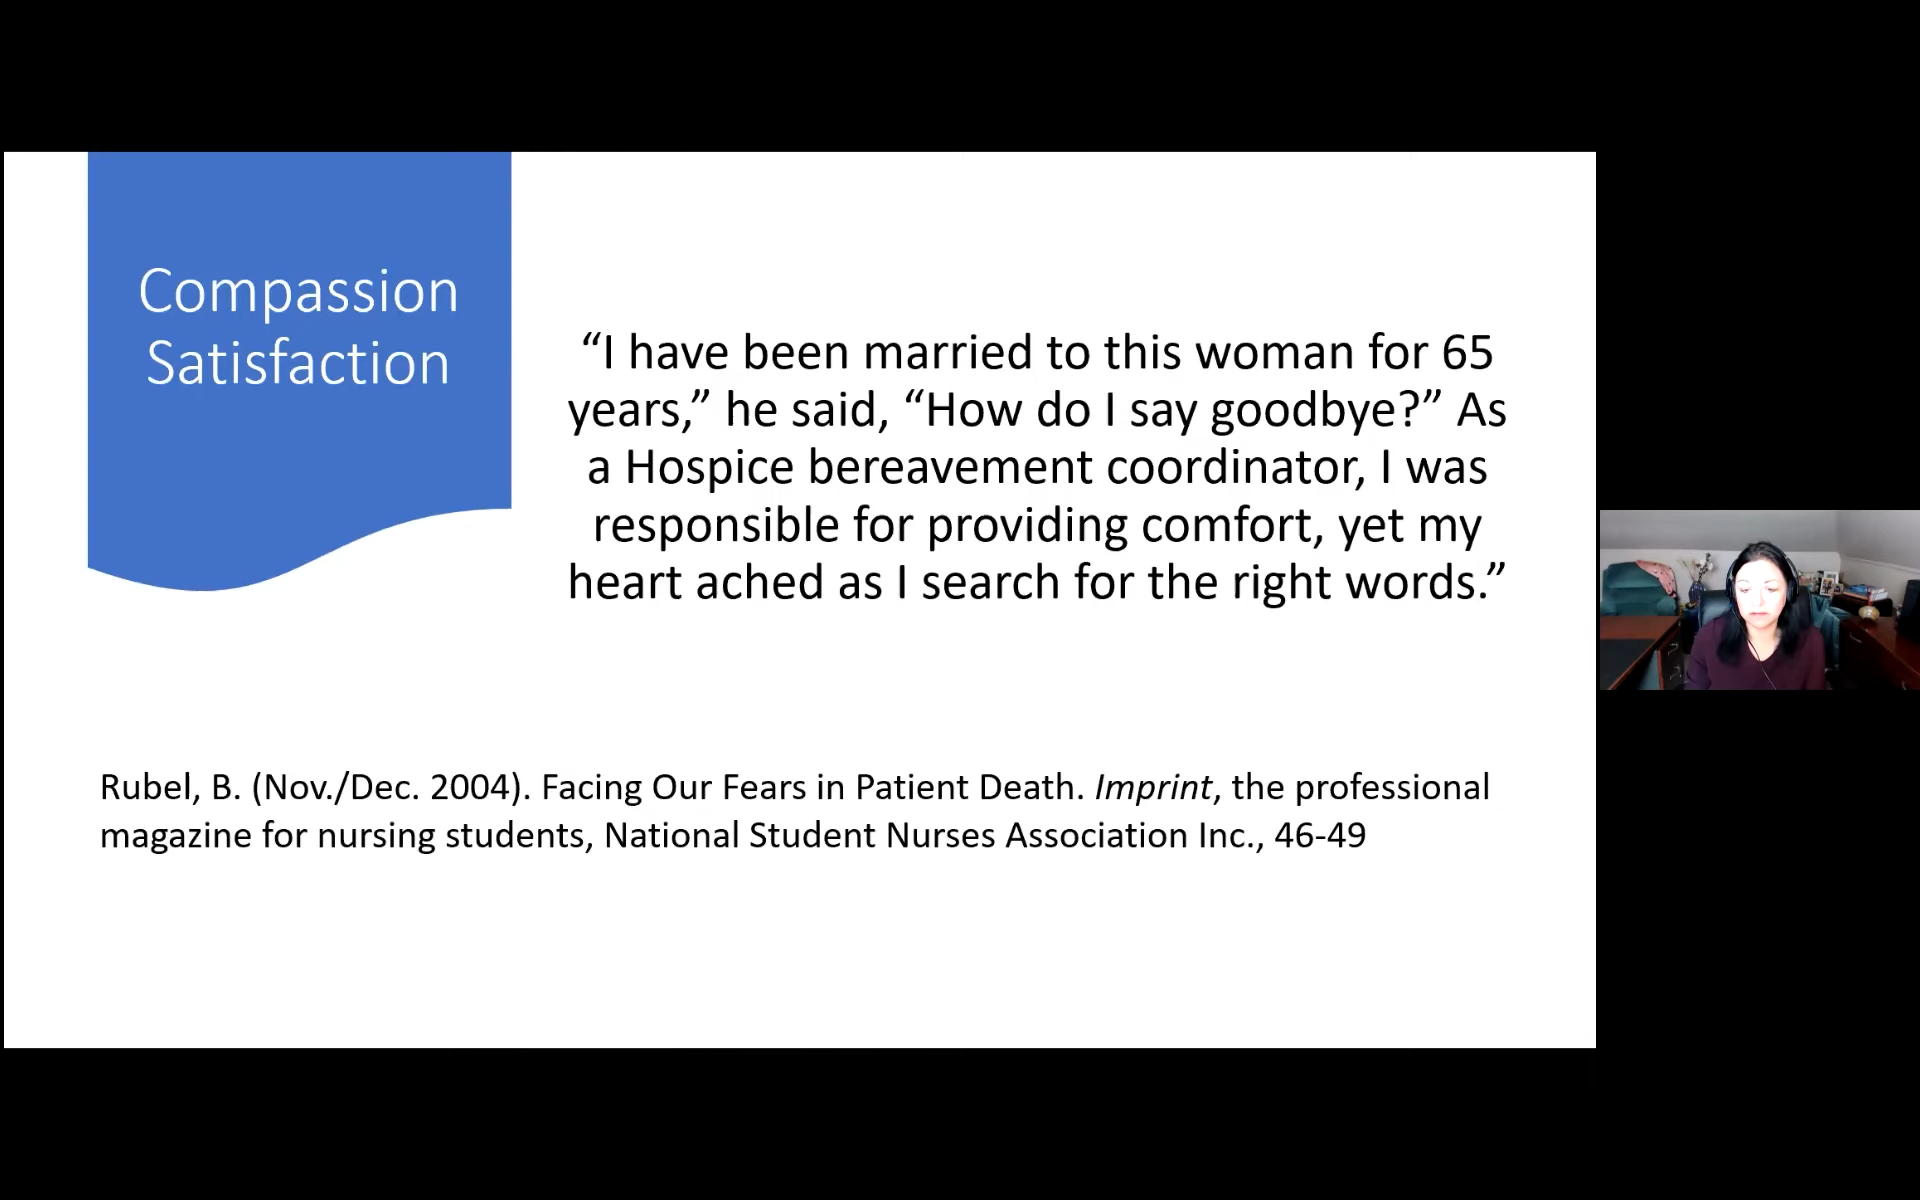 Compassion
Satisfaction
“I have been married to this woman for 65
years,” he said, “How do I say goodbye?” As
a Hospice bereavement coordinator, I was
responsible for providing comfort, yet my
heart ached as I search for the right words.”
Rubel, B. (Nov./Dec. 2004). Facing Our Fears in Patient Death. Imprint, the professional
magazine for nursing students, National Student Nurses Association Inc., 46-49